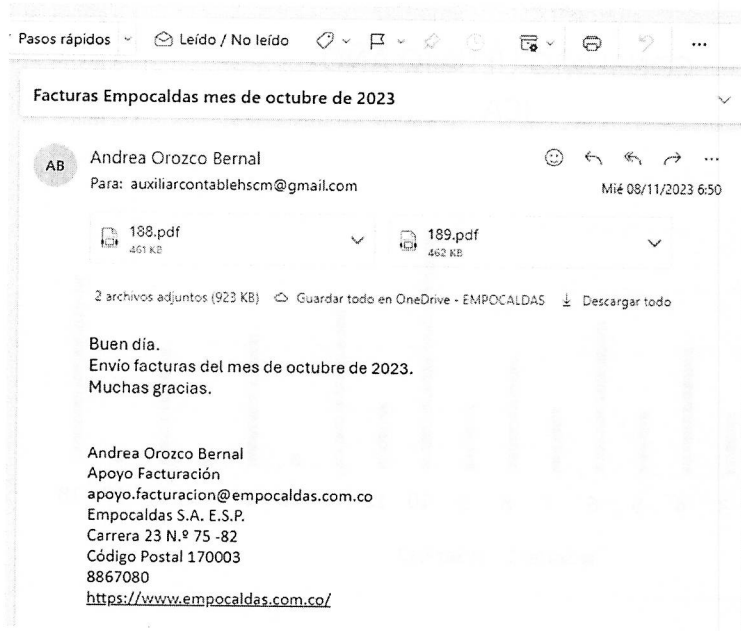 Pasos rápidos Leído / No leído ...
Facturas Empocaldas mes de octubre de 2023
AB
Andrea Orozco Bernal
...
Para: auxiliarcontablehscm@gmail.com
Mié 08/11/2023 6:50
188.pdf
461 KB
189.pdf
462 KB
2 archivos adjuntos (923 KB) Guardar todo en OneDrive - EMPOCALDAS Descargar todo
Buen día.
Envío facturas del mes de octubre de 2023.
Muchas gracias.
Andrea Orozco Bernal
Apoyo Facturación
apoyo.facturacion@empocaldas.com.co
Empocaldas S.A. E.S.P.
Carrera 23 N.º 75 -82
Código Postal 170003
8867080
https://www.empocaldas.com.co/